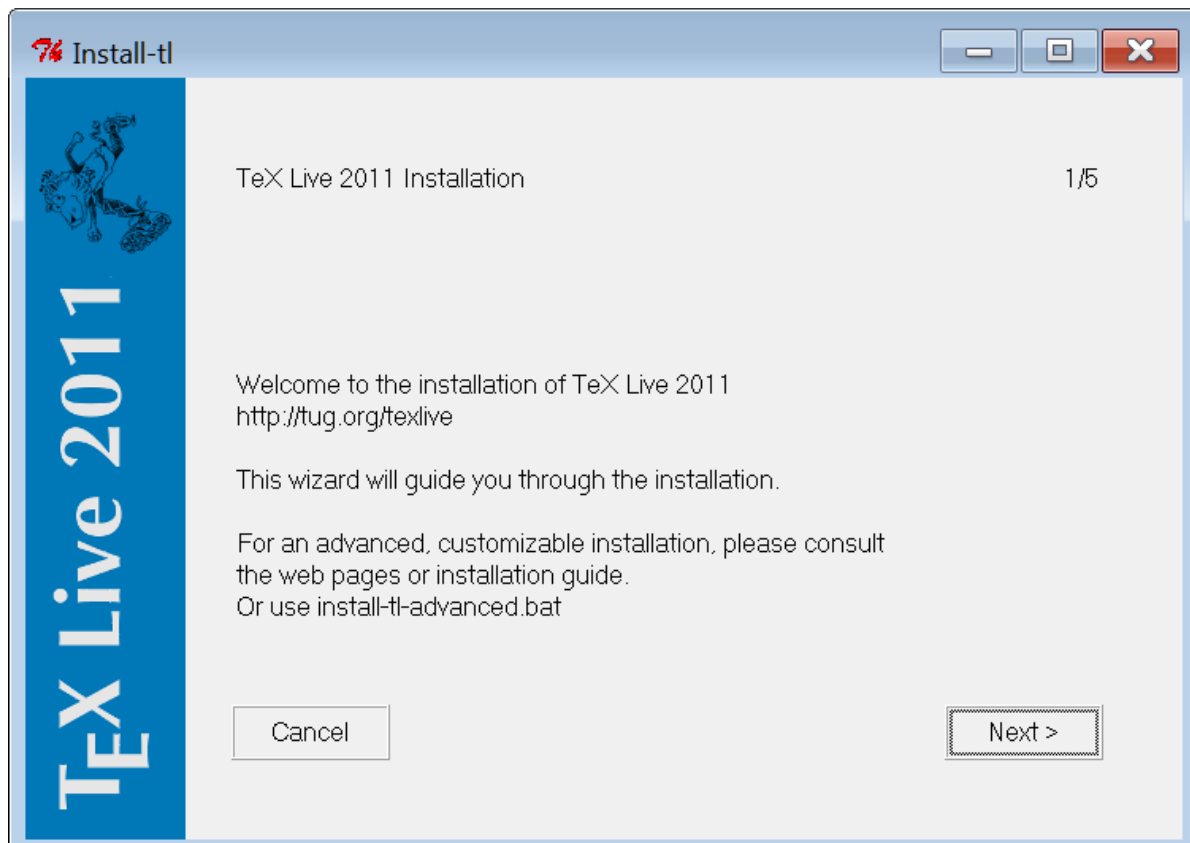 Install-tl
TeX Live 2011
TeX Live 2011 Installation
1/5
Welcome to the installation of TeX Live 2011
http://tug.org/texlive
This wizard will guide you through the installation.
For an advanced, customizable installation, please consult
the web pages or installation guide.
Or use install-tl-advanced.bat
Cancel
Next >